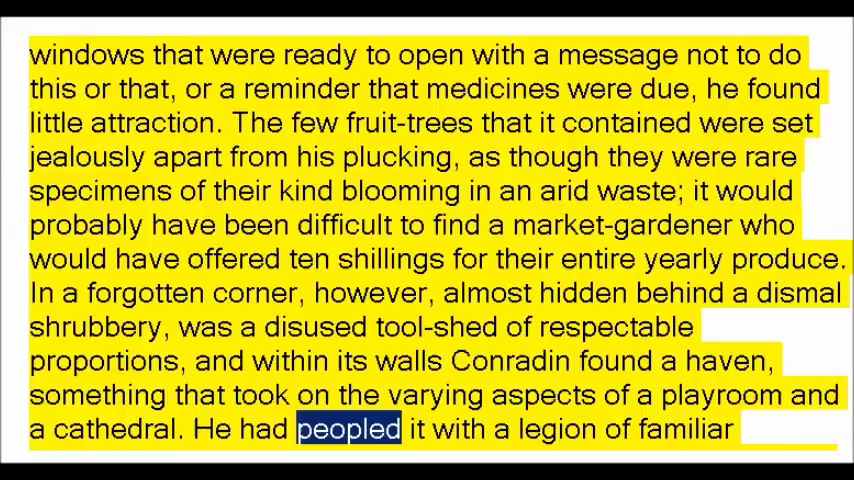 windows that were ready to open with a message not to do
this or that, or a reminder that medicines were due, he found
little attraction. The few fruit-trees that it contained were set
jealously apart from his plucking, as though they were rare
specimens of their kind blooming in an arid waste; it would
probably have been difficult to find a market-gardener who
would have offered ten shillings for their entire yearly produce.
In a forgotten corner, however, almost hidden behind a dismal
shrubbery, was a disused tool-shed of respectable
proportions, and within its walls Conradin found a haven,
something that took on the varying aspects of a playroom and
a cathedral. He had peopled it with a legion of familiar